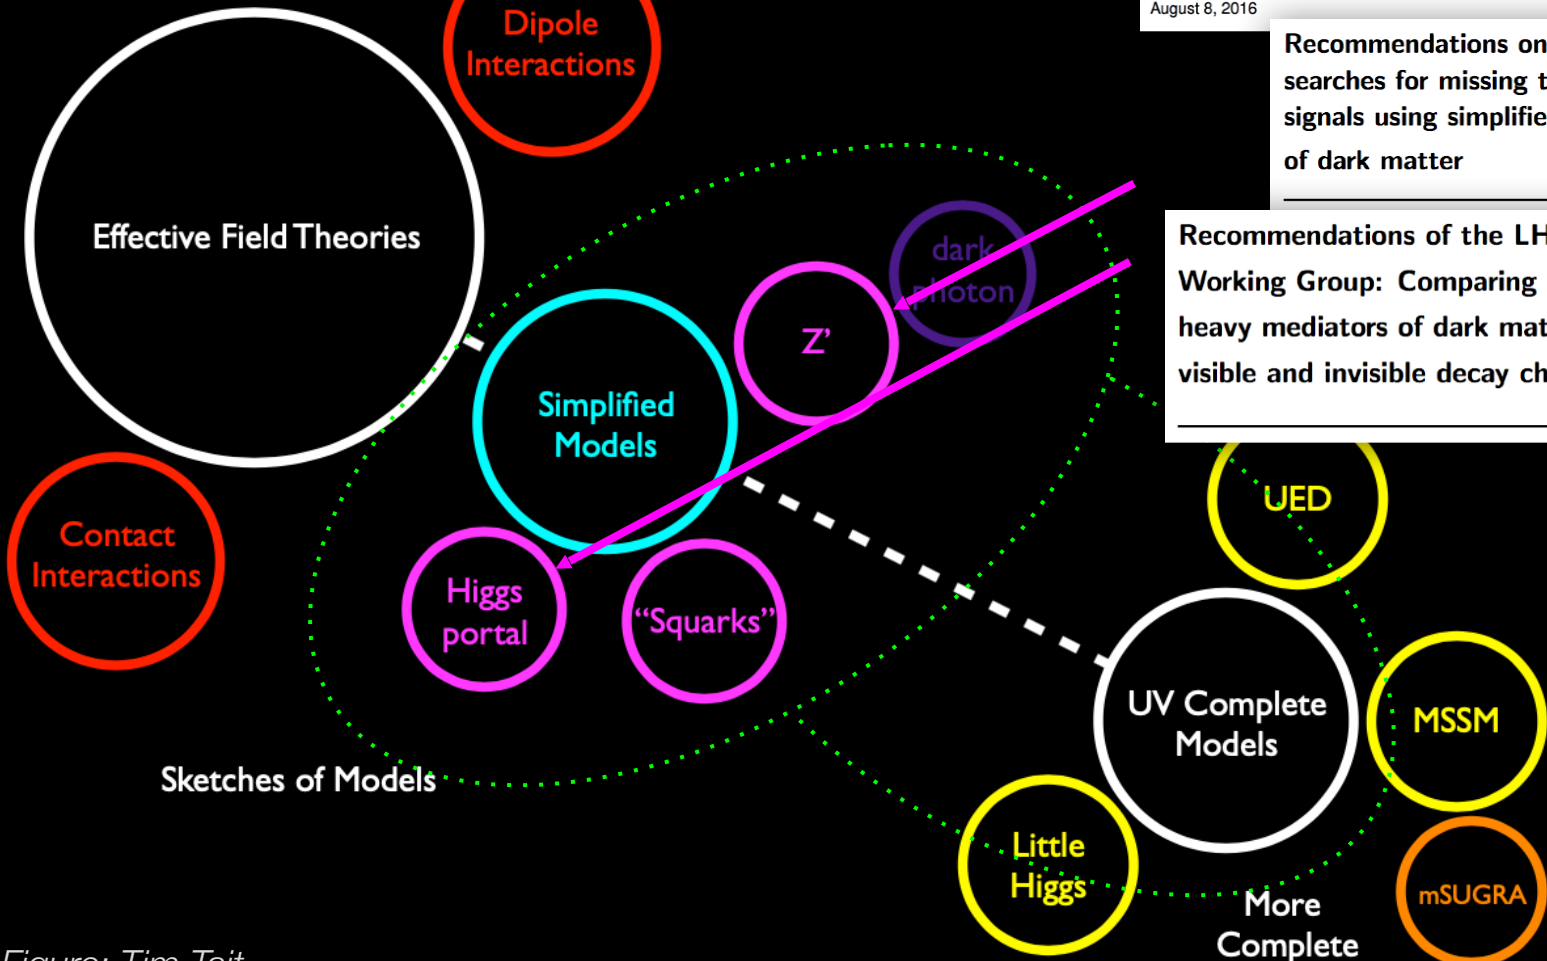 August 8, 2016
Dipole
Interactions
Recommendations on
searches for missing t
signals using simplifie
of dark matter
Recommendations of the LH
Working Group: Comparing
heavy mediators of dark mat
visible and invisible decay ch
Effective Field Theories
dark
photon
Z’
Simplified
Models
UED
Contact
Interactions
Higgs
portal
“Squarks”
UV Complete
Models
MSSM
Sketches of Models
Little
Higgs
mSUGRA
More
Complete
Figure: Tim Tait